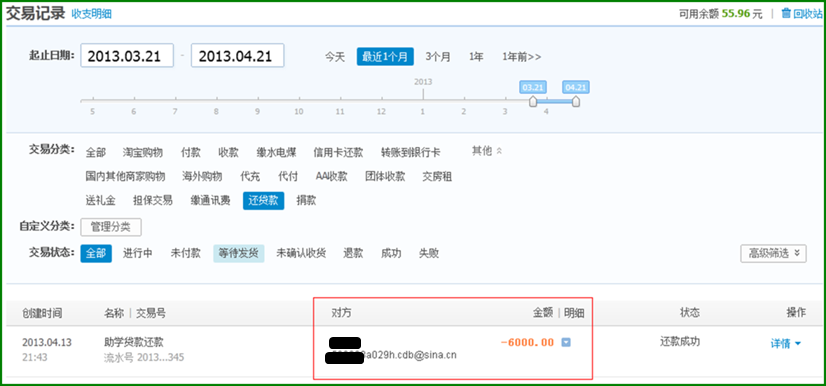 交易记录 收支明细 可用余额 55.96 元 | 回收站
起止日期： 2013.03.21 - 2013.04.21 今天 最近1个月 3个月 1年 1年前>>
2013
03.21 04.21
5 6 7 8 9 10 11 12 1 2 3 4
交易分类： 全部 淘宝购物 付款 收款 缴水电煤 信用卡还款 转账到银行卡 其他
国内其他商家购物 海外购物 代充 代付 AA收款 团体收款 交房租
送礼金 担保交易 缴通讯费 还贷款 捐款
自定义分类： 管理分类
交易状态： 全部 进行中 未付款 等待发货 未确认收货 退款 成功 失败 高级筛选
创建时间 名称 | 交易号 对方 金额 | 明细 状态 操作
2013.04.13 助学贷款还款 -6000.00 还款成功 详情
21:43 流水号 2013...345 a029h.cdb@sina.cn